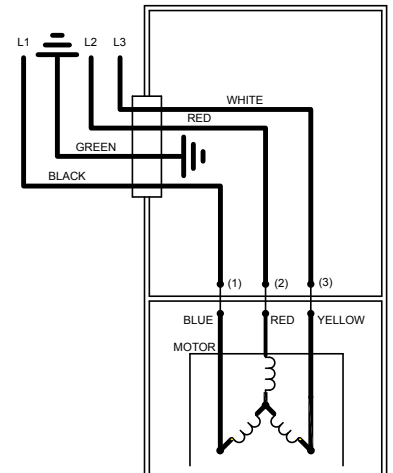 L1
L2
L3
WHITE
RED
GREEN
BLACK
(1)
(2)
(3)
BLUE
RED
YELLOW
MOTOR